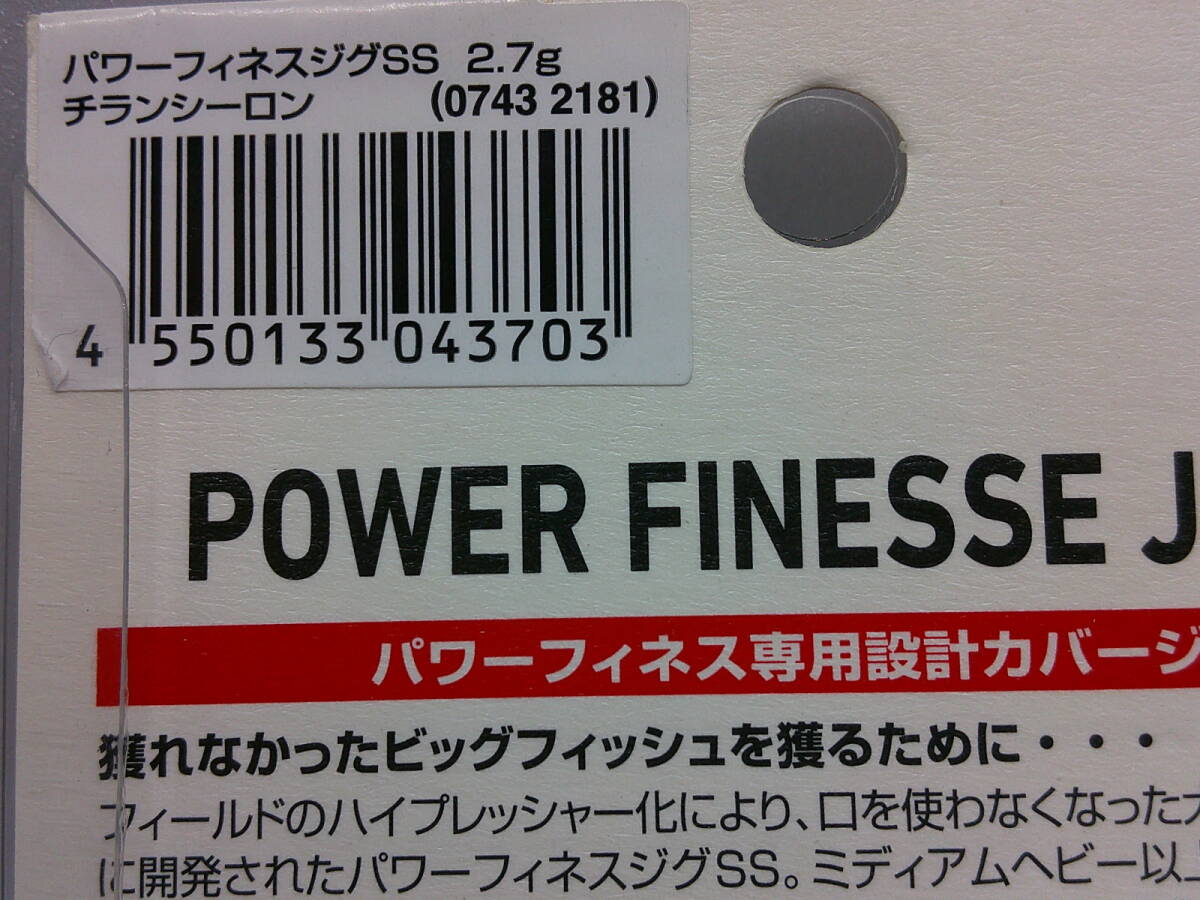 パワーフィネスジグSS 2.7g
チランシーロン (0743 2181)
4 550133 043703
POWER FINESSE J
パワーフィネス専用設計カバージ
獲れなかったビッグフィッシュを獲るために・・・
フィールドのハイプレッシャー化により、口を使わなくなった
に開発されたパワーフィネスジグSS。ミディアムヘビー以